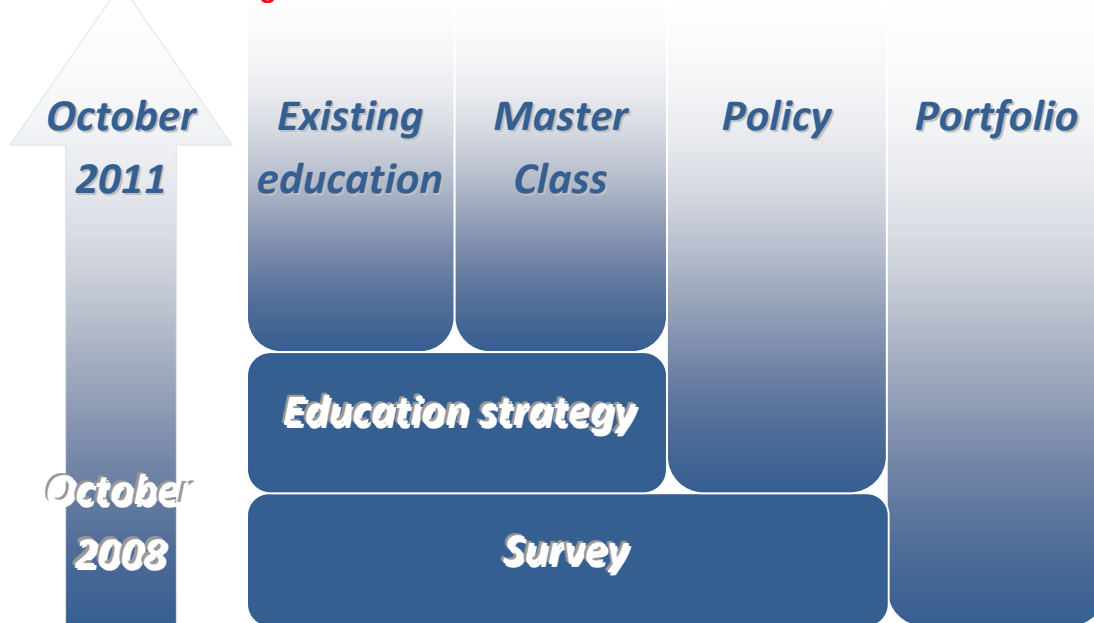 October
2011
Existing
education
Master
Class
Policy
Portfolio
Education strategy
October
2008
Survey